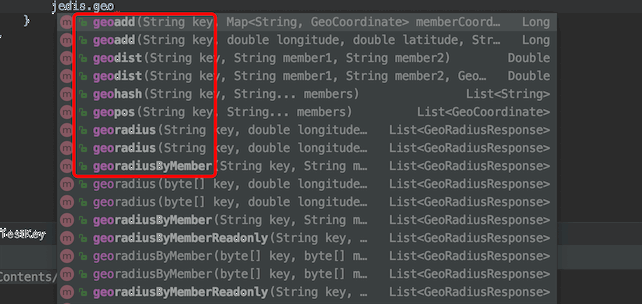 jedis.geo
}
geoadd(String key, Map<String, GeoCoordinate> memberCoord… Long
geoadd(String key, double longitude, double latitude, Str… Long
geodist(String key, String member1, String member2) Double
geodist(String key, String member1, String member2, Geo… Double
geohash(String key, String... members) List<String>
geopos(String key, String... members) List<GeoCoordinate>
georadius(String key, double longitude… List<GeoRadiusResponse>
georadius(String key, double longitude… List<GeoRadiusResponse>
georadiusByMember(String key, String m… List<GeoRadiusResponse>
georadius(byte[] key, double longitude… List<GeoRadiusResponse>
georadius(byte[] key, double longitude… List<GeoRadiusResponse>
georadiusByMember(String key, String m… List<GeoRadiusResponse>
georadiusByMemberReadonly(String key, … List<GeoRadiusResponse>
georadiusByMember(byte[] key, byte[] m… List<GeoRadiusResponse>
georadiusByMember(byte[] key, byte[] m… List<GeoRadiusResponse>
Contents/
georadiusByMemberReadonly(String key, … List<GeoRadiusResponse>